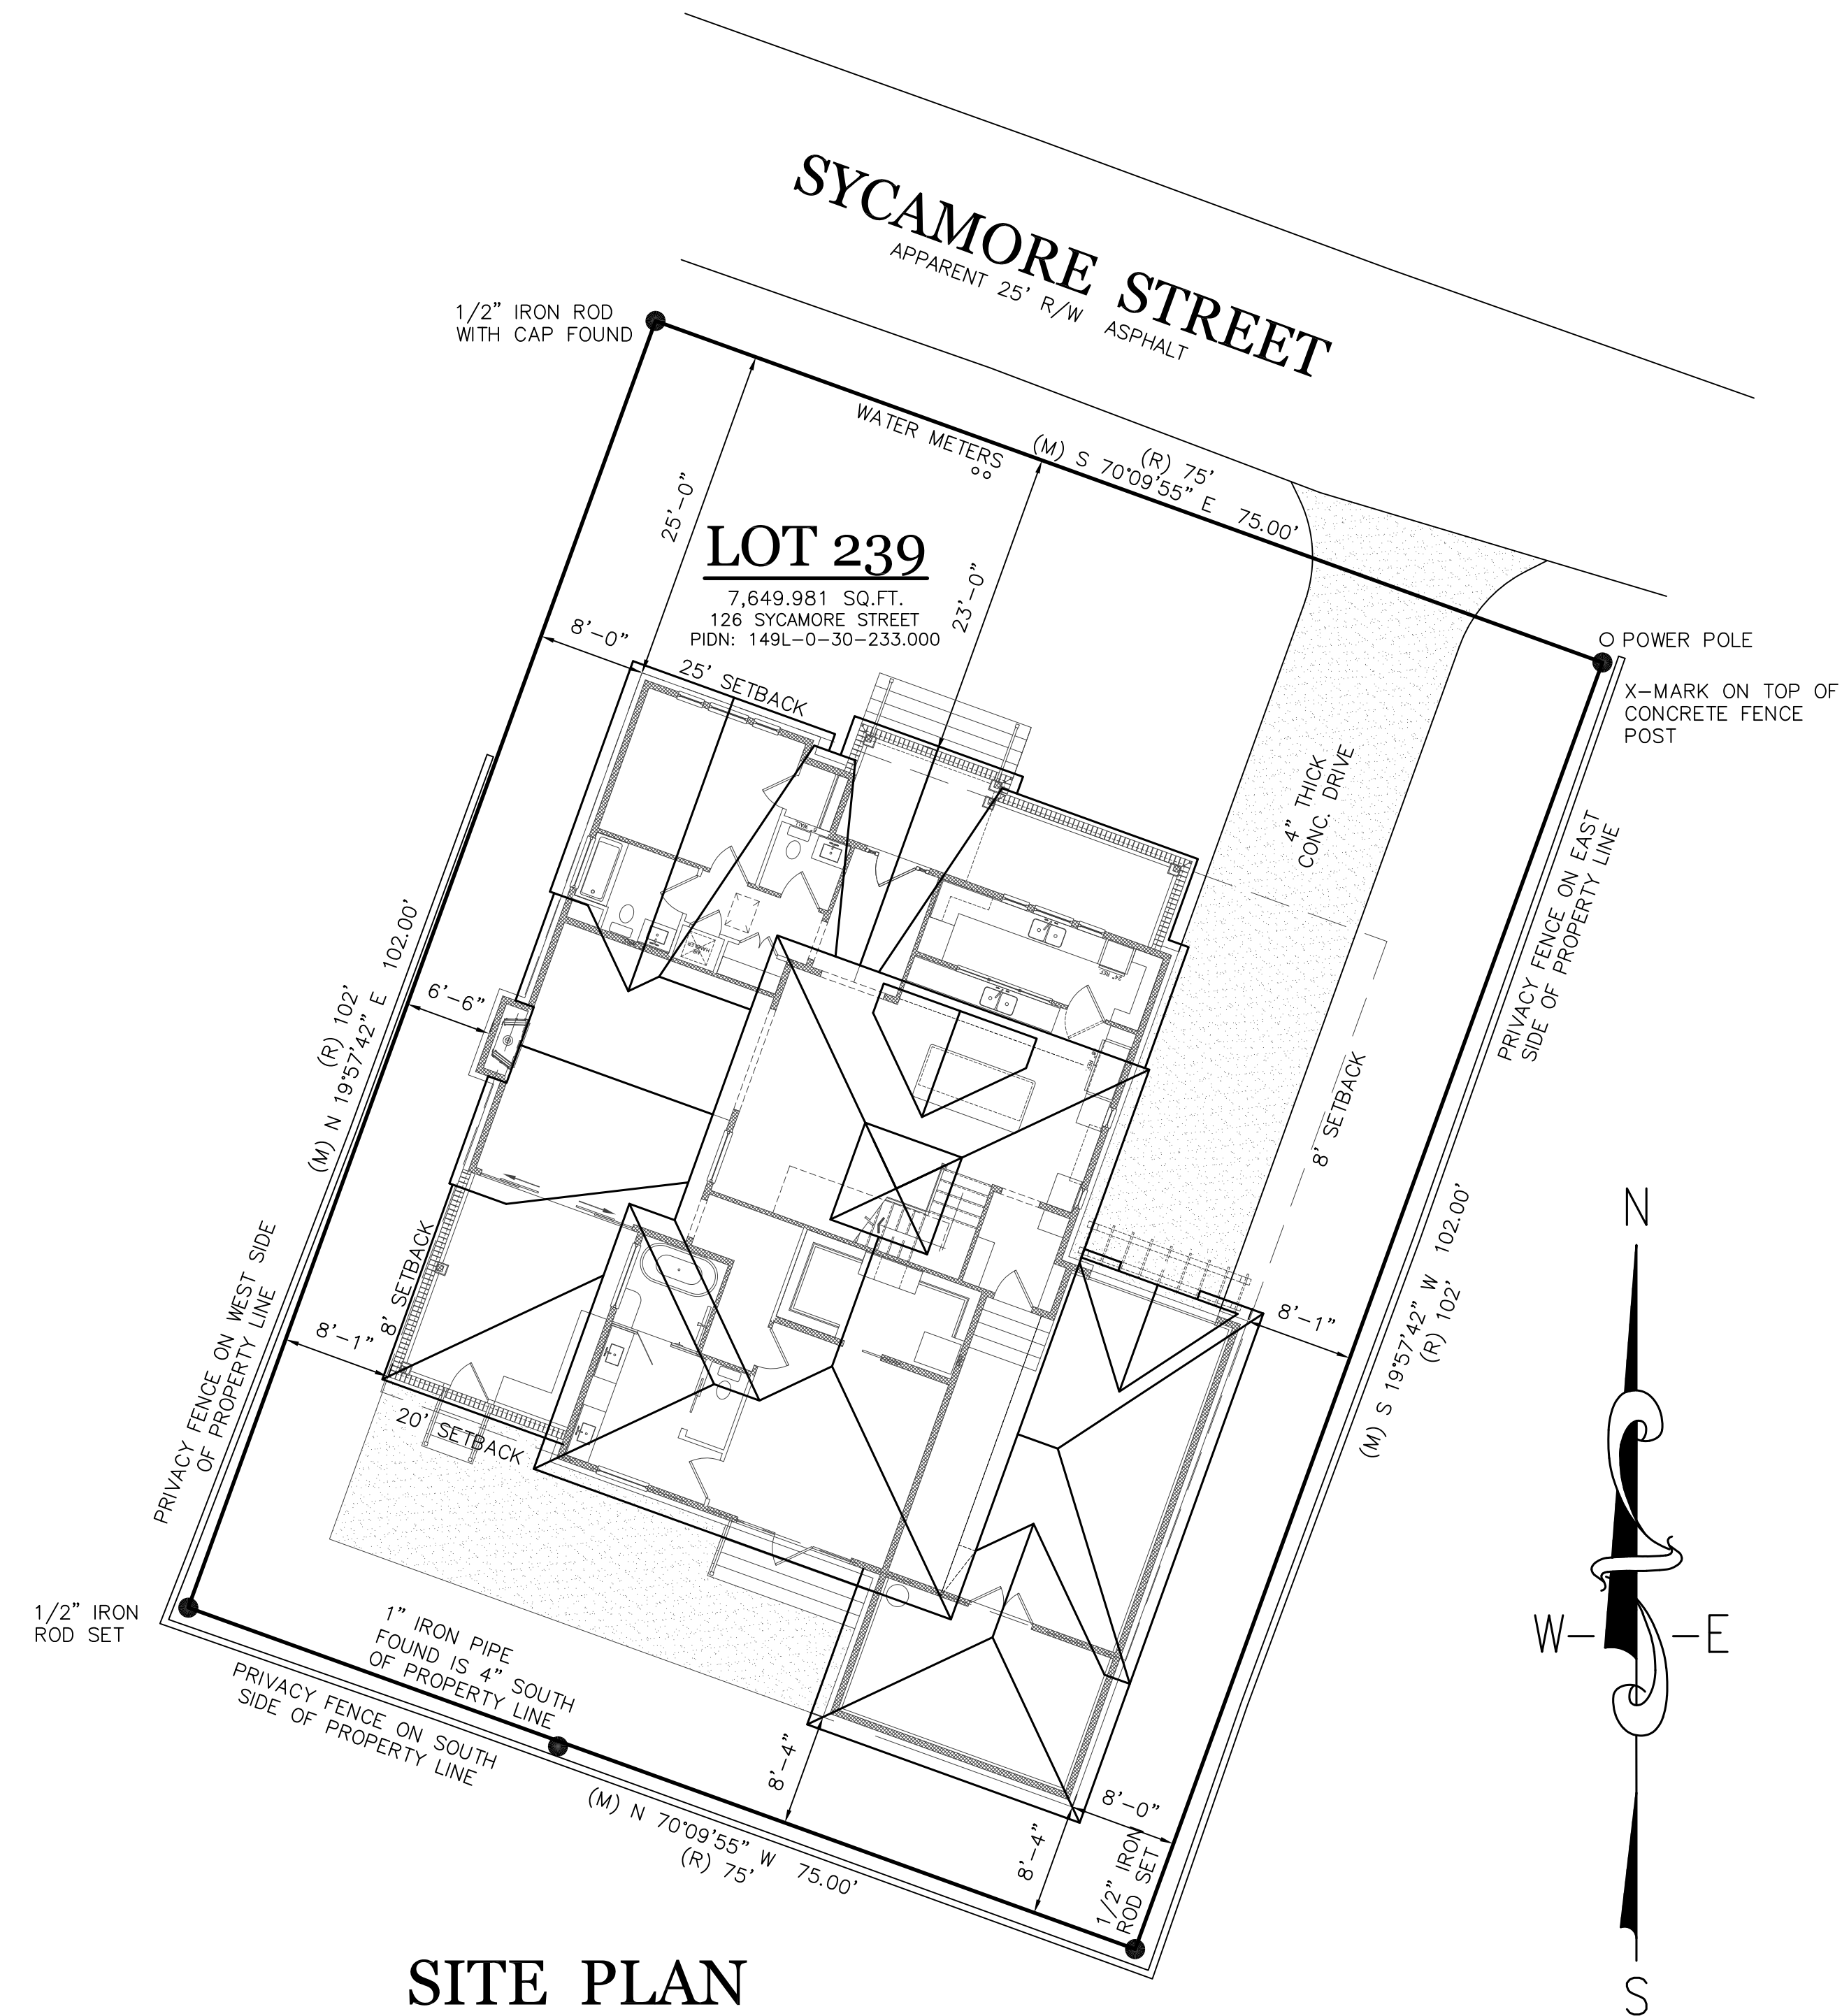 SYCAMORE STREET
APPARENT 25' R/W ASPHALT
1/2" IRON ROD
WITH CAP FOUND
WATER METERS
(R) 75'
(M) S 70°09'55" E 75.00'
25'-0"
LOT 239
7,649.981 SQ.FT.
126 SYCAMORE STREET
PIDN: 149L-0-30-233.000
23'-0"
8'-0"
25' SETBACK
POWER POLE
X-MARK ON TOP OF
CONCRETE FENCE
POST
4" THICK
CONC. DRIVE
PRIVACY FENCE ON EAST
SIDE OF PROPERTY LINE
(R) 102'
(M) N 19°57'42" E 102.00'
6'-6"
8' SETBACK
(M) S 19°57'42" W 102.00'
(R) 102'
8'-1"
8' SETBACK
8'-1"
20' SETBACK
PRIVACY FENCE ON WEST SIDE
OF PROPERTY LINE
1/2" IRON
ROD SET
1" IRON PIPE
FOUND IS 4" SOUTH
OF PROPERTY LINE
PRIVACY FENCE ON SOUTH
SIDE OF PROPERTY LINE
8'-4"
(M) N 70°09'55" W 75.00'
(R) 75'
8'-4"
8'-0"
1/2" IRON
ROD SET
N
W
E
S
SITE PLAN